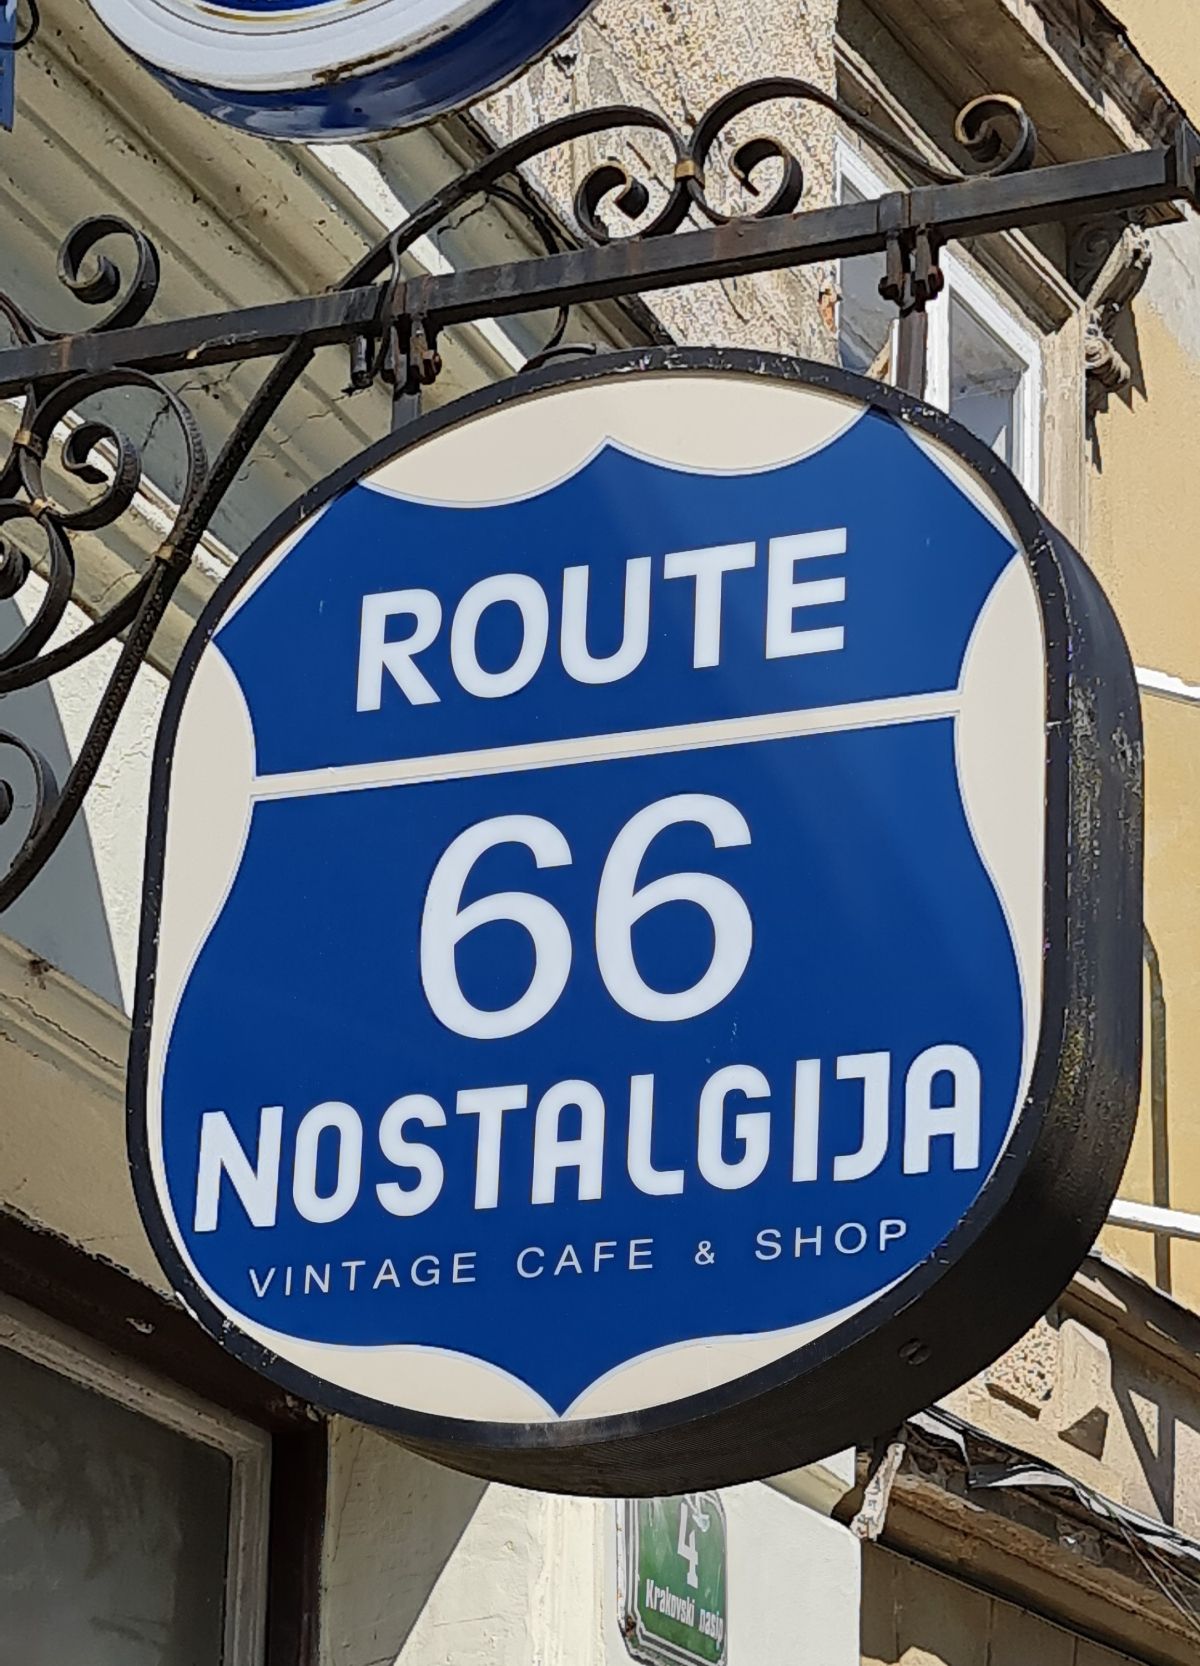 ROUTE
66
NOSTALGIJA
VINTAGE CAFE & SHOP
4
Krakovski nasip